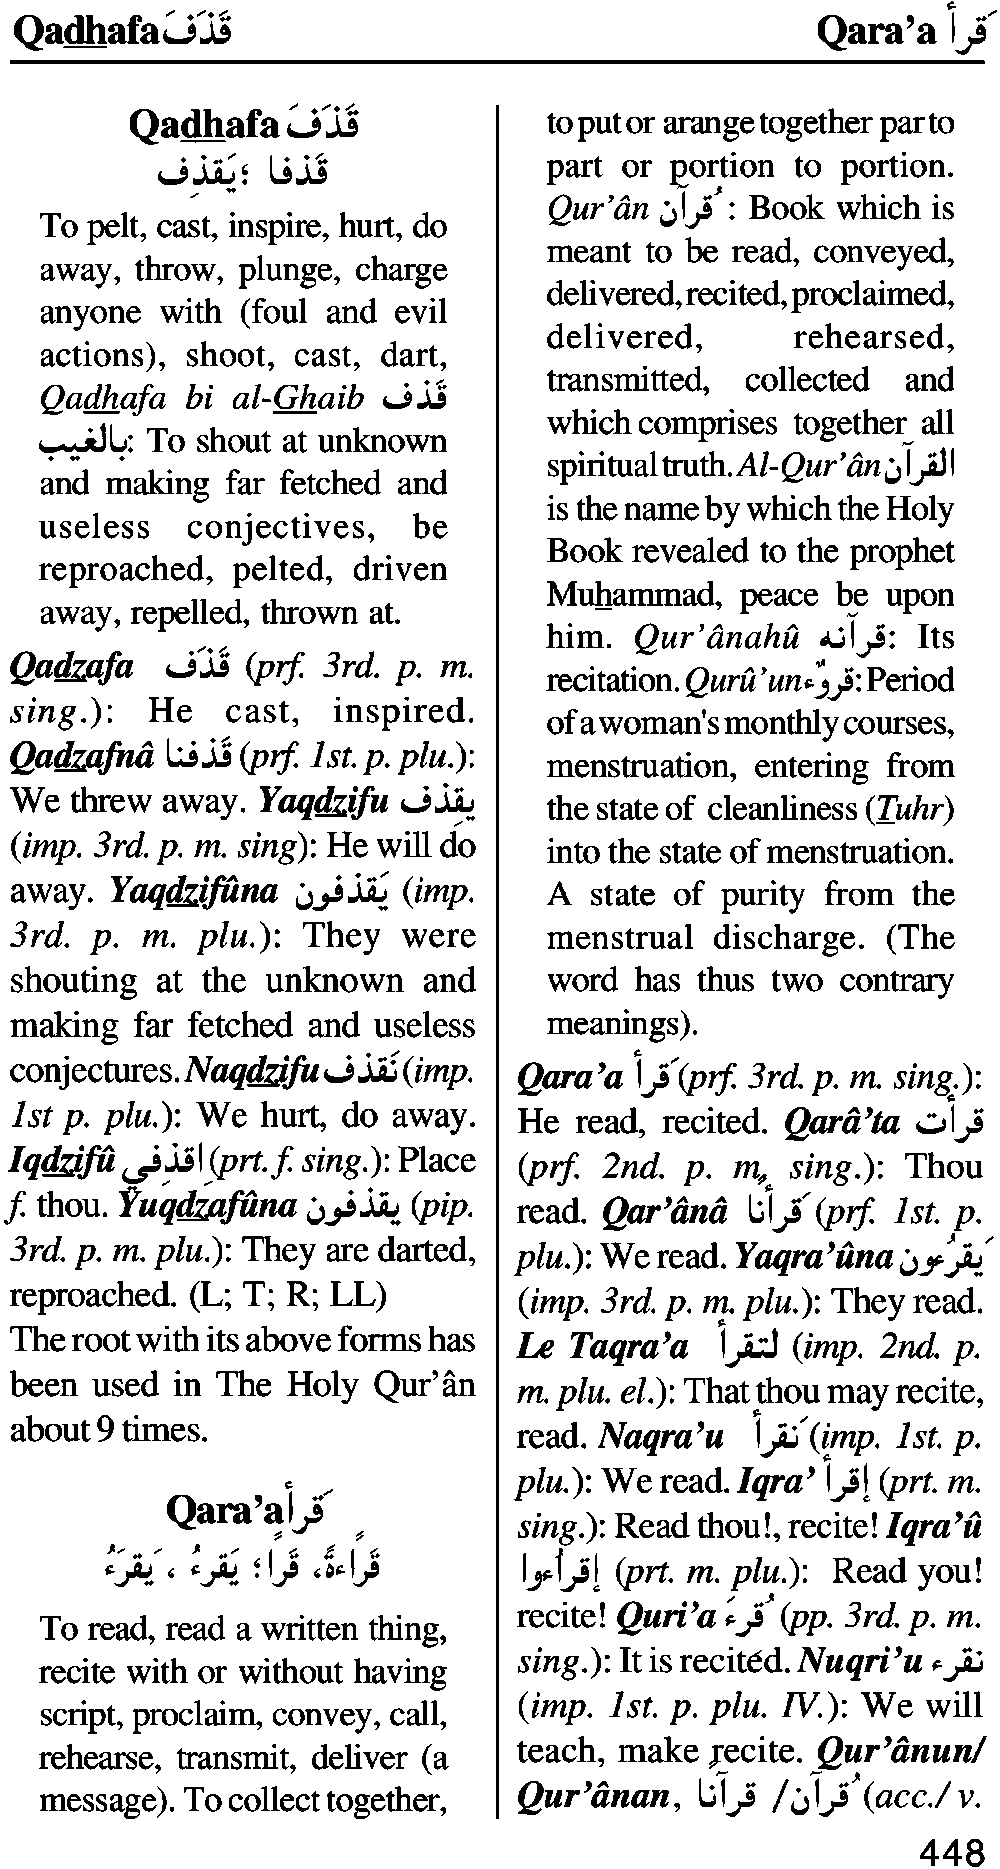 Qadhafa قَذَفَ
Qara’a قَرأ
Qadhafa قَذَفَ
قَذفا ؛ يَقذِف
To pelt, cast, inspire, hurt, do
away, throw, plunge, charge
anyone with (foul and evil
actions), shoot, cast, dart,
Qadhafa bi al-Ghaib قَذف
بالغيب: To shout at unknown
and making far fetched and
useless conjectives, be
reproached, pelted, driven
away, repelled, thrown at.
Qadzafa قَذَف (prf. 3rd. p. m.
sing.): He cast, inspired.
Qadzafnâ قَذفنا (prf. 1st. p. plu.):
We threw away. Yaqdzifu يقذِف
(imp. 3rd. p. m. sing): He will do
away. Yaqdzifûna يَقذفون (imp.
3rd. p. m. plu.): They were
shouting at the unknown and
making far fetched and useless
conjectures. Naqdzifu نَقذف (imp.
1st p. plu.): We hurt, do away.
Iqdzifû اقذِفي (prt. f. sing.): Place
f. thou. Yuqdzafûna يقذفون (pip.
3rd. p. m. plu.): They are darted,
reproached. (L; T; R; LL)
The root with its above forms has
been used in The Holy Qur’ân
about 9 times.
Qara’a قَرأ
قَراءةً، قَراً؛ يَقرءُ ، يَقرَءُ
To read, read a written thing,
recite with or without having
script, proclaim, convey, call,
rehearse, transmit, deliver (a
message). To collect together,
to put or arange together par to
part or portion to portion.
Qur’ân قُرآن : Book which is
meant to be read, conveyed,
delivered, recited, proclaimed,
delivered, rehearsed,
transmitted, collected and
which comprises together all
spiritual truth. Al-Qur’ân القرآن
is the name by which the Holy
Book revealed to the prophet
Muhammad, peace be upon
him. Qur’ânahû قرآنه: Its
recitation. Qurû’un قروٌء: Period
of a woman's monthly courses,
menstruation, entering from
the state of cleanliness (Tuhr)
into the state of menstruation.
A state of purity from the
menstrual discharge. (The
word has thus two contrary
meanings).
Qara’a قَرأ (prf. 3rd. p. m. sing.):
He read, recited. Qarâ’ta قرأت
(prf. 2nd. p. m, sing.): Thou
read. Qar’ânâ قَرأنا (prf. 1st. p.
plu.): We read. Yaqra’ûna يَقرُءون
(imp. 3rd. p. m. plu.): They read.
Le Taqra’a لتقرأ (imp. 2nd. p.
m. plu. el.): That thou may recite,
read. Naqra’u نَقرأ (imp. 1st. p.
plu.): We read. Iqra’ إقرأ (prt. m.
sing.): Read thou!, recite! Iqra’û
إقرأءوا (prt. m. plu.): Read you!
recite! Quri’a قُرءَ (pp. 3rd. p. m.
sing.): It is recited. Nuqri’u نقرء
(imp. 1st. p. plu. IV.): We will
teach, make recite. Qur’ânun/
Qur’ânan, قُرآن/ قرآنًا (acc./ v.
448